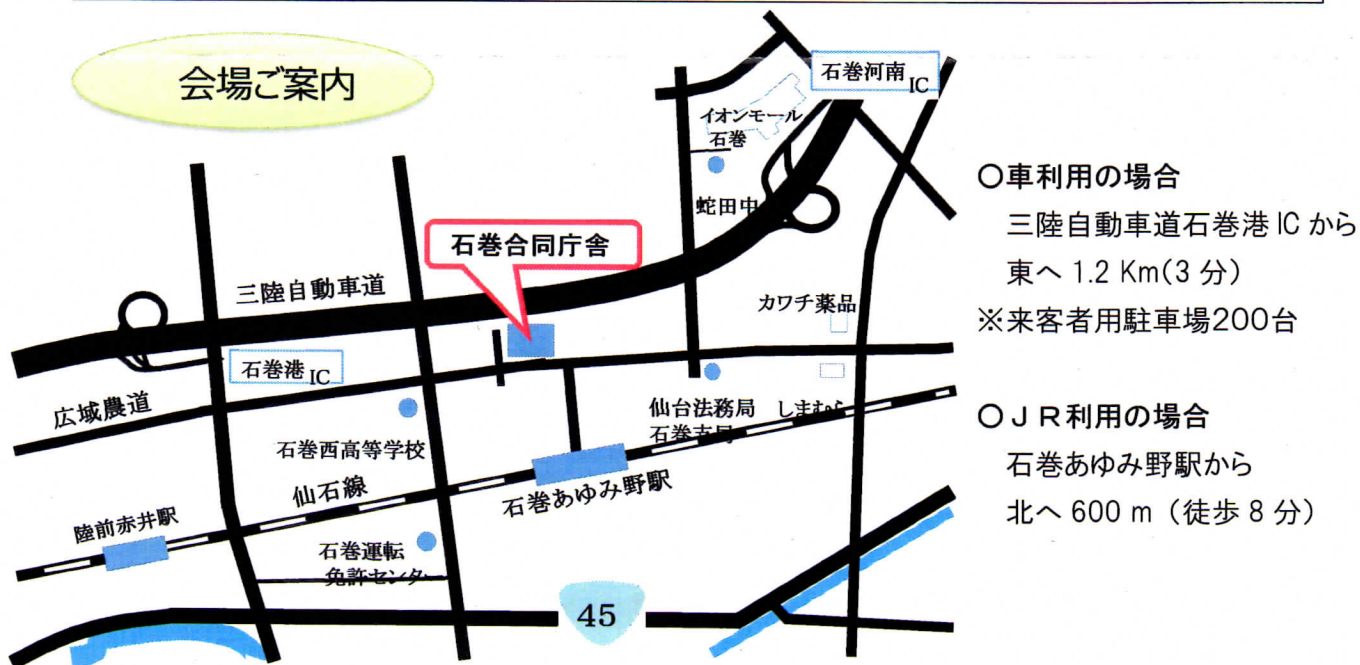 会場ご案内
石巻河南IC
イオンモール
石巻
蛇田中
石巻合同庁舎
三陸自動車道
カワチ薬品
石巻港IC
広域農道
仙台法務局
石巻支局
しまむら
石巻西高等学校
仙石線
石巻あゆみ野駅
陸前赤井駅
石巻運転
免許センター
45
○車利用の場合
三陸自動車道石巻港ICから
東へ1.2 Km(3分)
※来客者用駐車場200台
○ＪＲ利用の場合
石巻あゆみ野駅から
北へ600 m（徒歩8分）